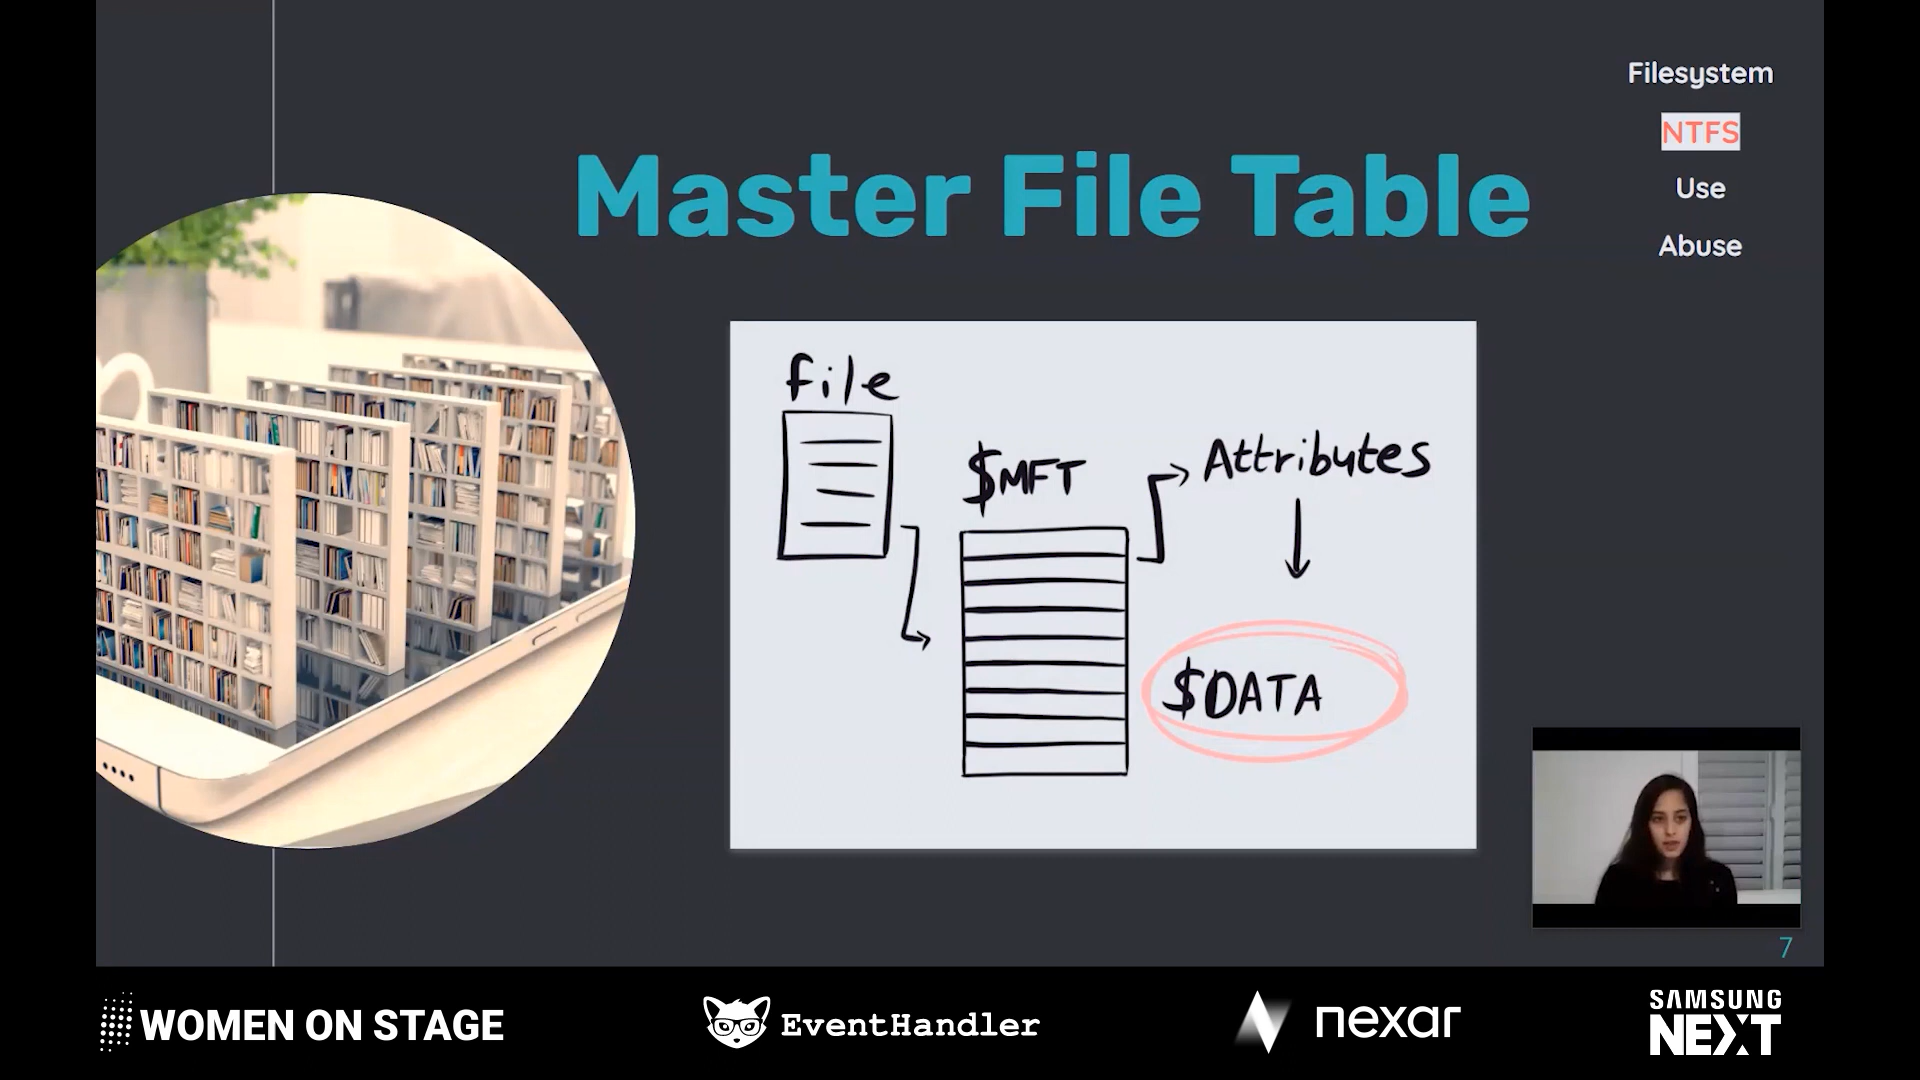 Filesystem
NTFS
Use
Abuse
Master File Table
file
$MFT
Attributes
$DATA
7
WOMEN ON STAGE
EventHandler
nexar
SAMSUNG
NEXT